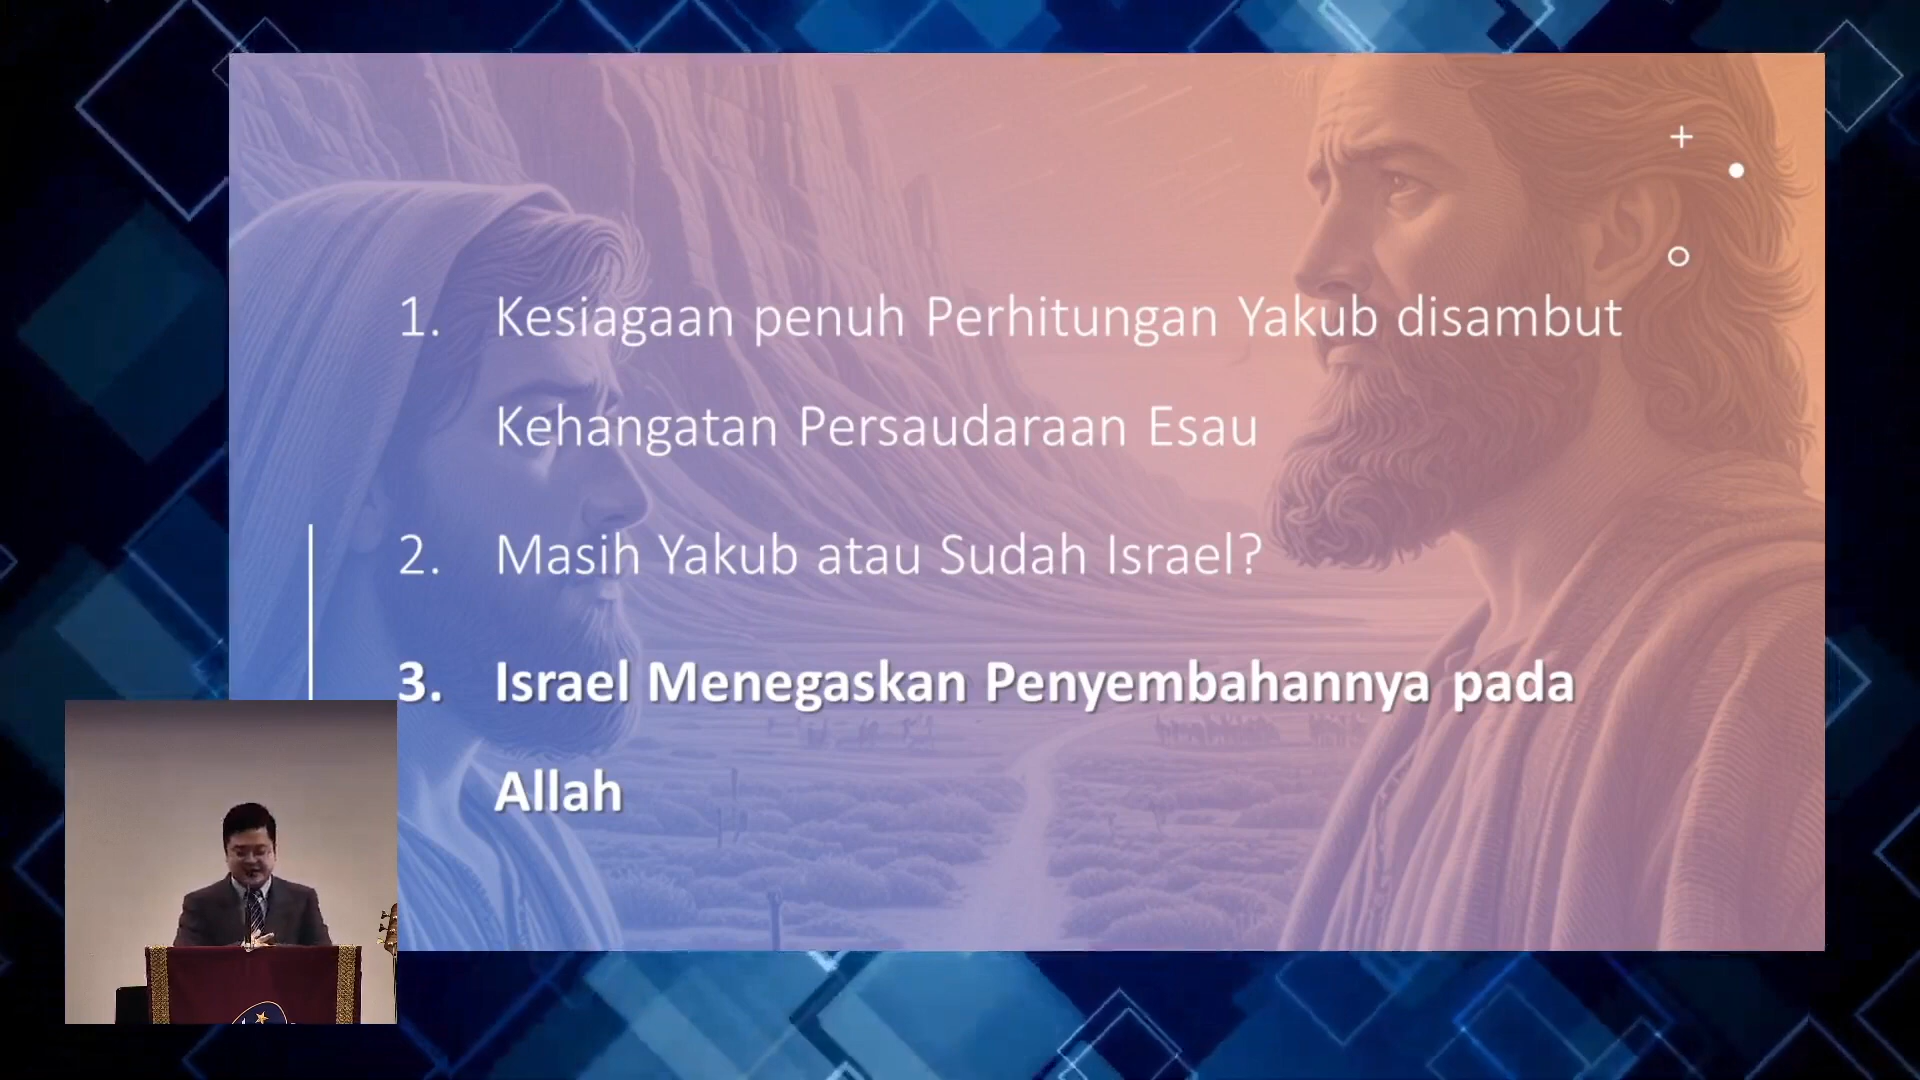 1. Kesiagaan penuh Perhitungan Yakub disambut
Kehangatan Persaudaraan Esau
2. Masih Yakub atau Sudah Israel?
3. Israel Menegaskan Penyembahannya pada
Allah